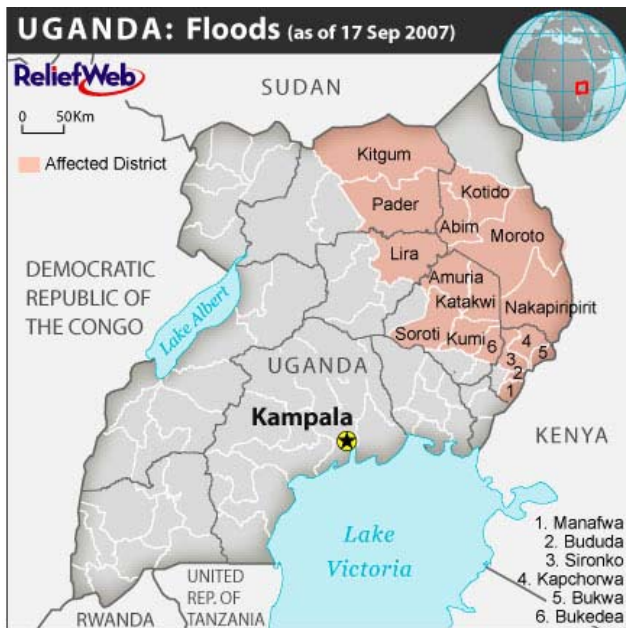 UGANDA: Floods (as of 17 Sep 2007)
ReliefWeb
0 50Km
Affected District
SUDAN
Kitgum
Kotido
Pader
Abim
Moroto
Lira
DEMOCRATIC
REPUBLIC OF
THE CONGO
Lake Albert
Amuria
Katakwi
Nakapiripirit
Soroti
Kumi
6
4
5
3
2
1
UGANDA
Kampala
KENYA
Lake
Victoria
1. Manafwa
2. Bududa
3. Sironko
4. Kapchorwa
5. Bukwa
6. Bukedea
UNITED
REP. OF
TANZANIA
RWANDA